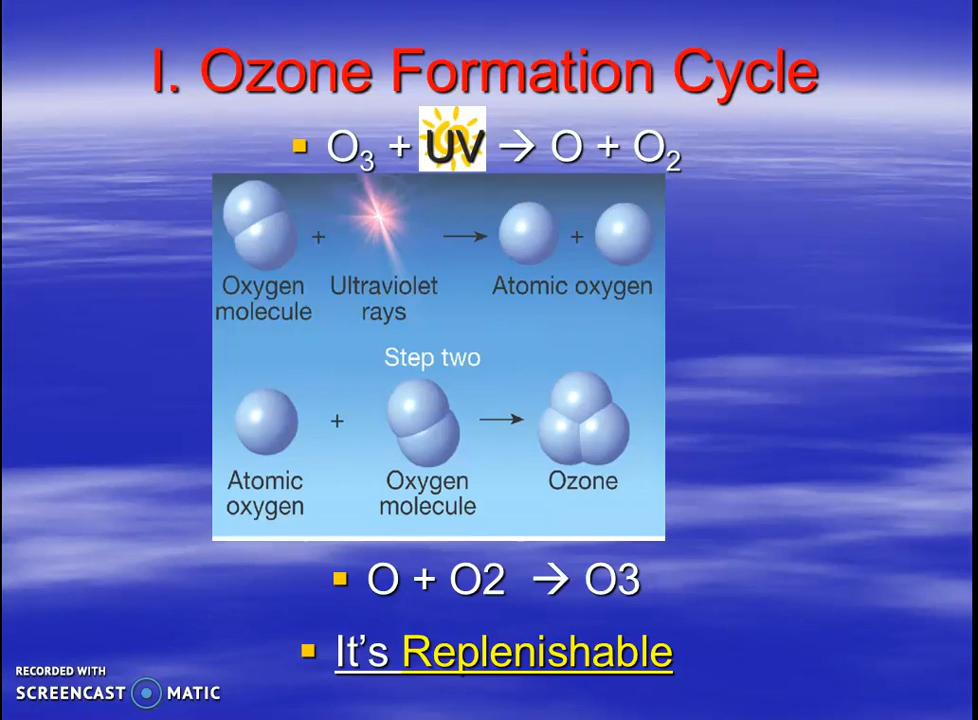 I. Ozone Formation Cycle
▪ O₃ + UV → O + O₂
+ → +
Oxygen Ultraviolet Atomic oxygen
molecule rays
Step two
+ →
Atomic Oxygen Ozone
oxygen molecule
▪ O + O2 → O3
▪ It's Replenishable
RECORDED WITH
SCREENCAST MATIC